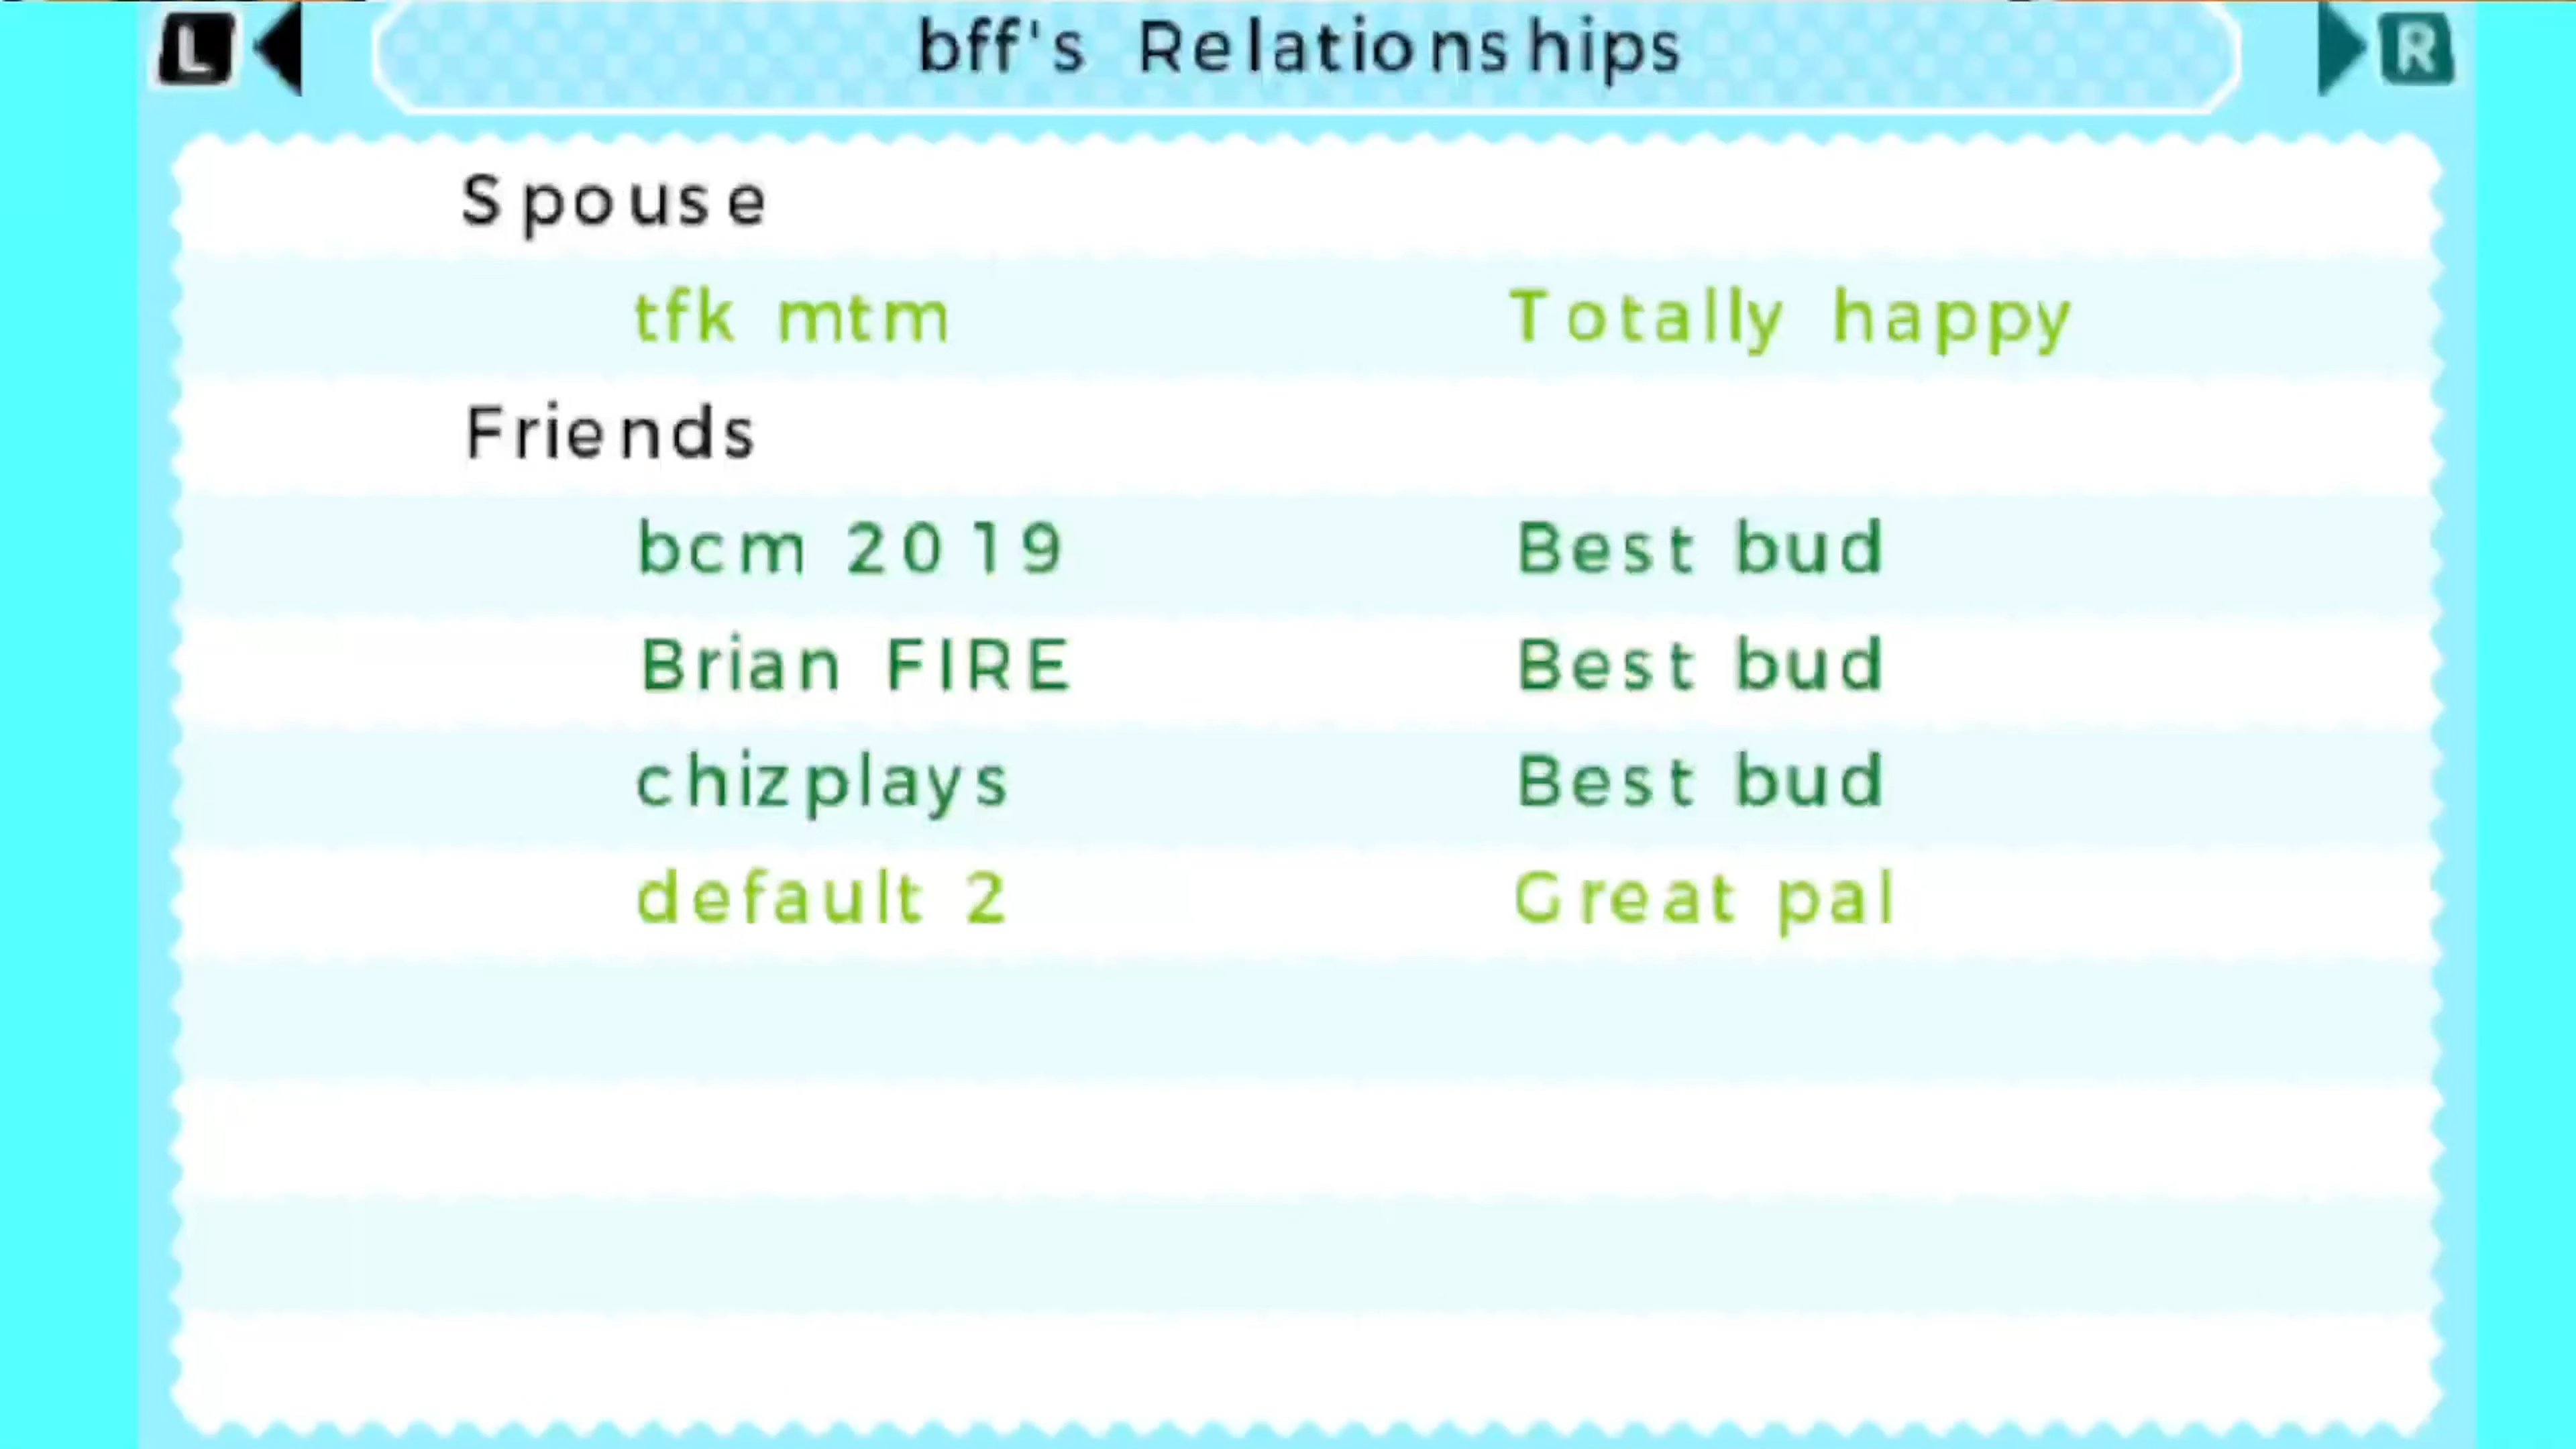 L bff's Relationships R
Spouse
tfk mtm Totally happy
Friends
bcm 2019 Best bud
Brian FIRE Best bud
chizplays Best bud
default 2 Great pal